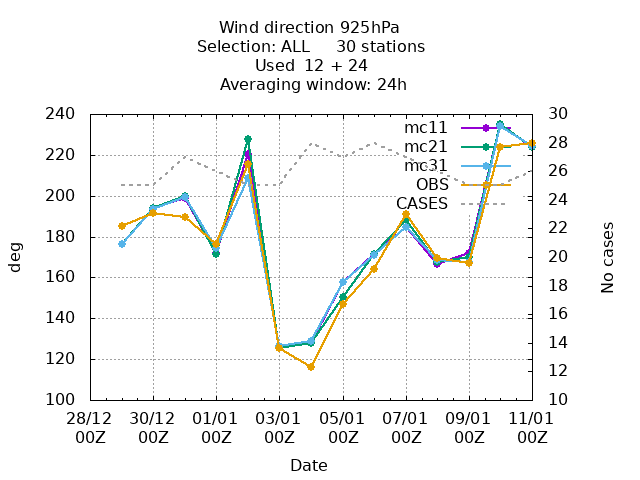 Wind direction 925hPa
Selection: ALL 30 stations
Used 12 + 24
Averaging window: 24h
240
220
200
180
160
140
120
100
30
28
26
24
22
20
18
16
14
12
10
deg
No cases
mc11
mc21
mc31
OBS
CASES
28/12 30/12 01/01 03/01 05/01 07/01 09/01 11/01
00Z 00Z 00Z 00Z 00Z 00Z 00Z 00Z
Date